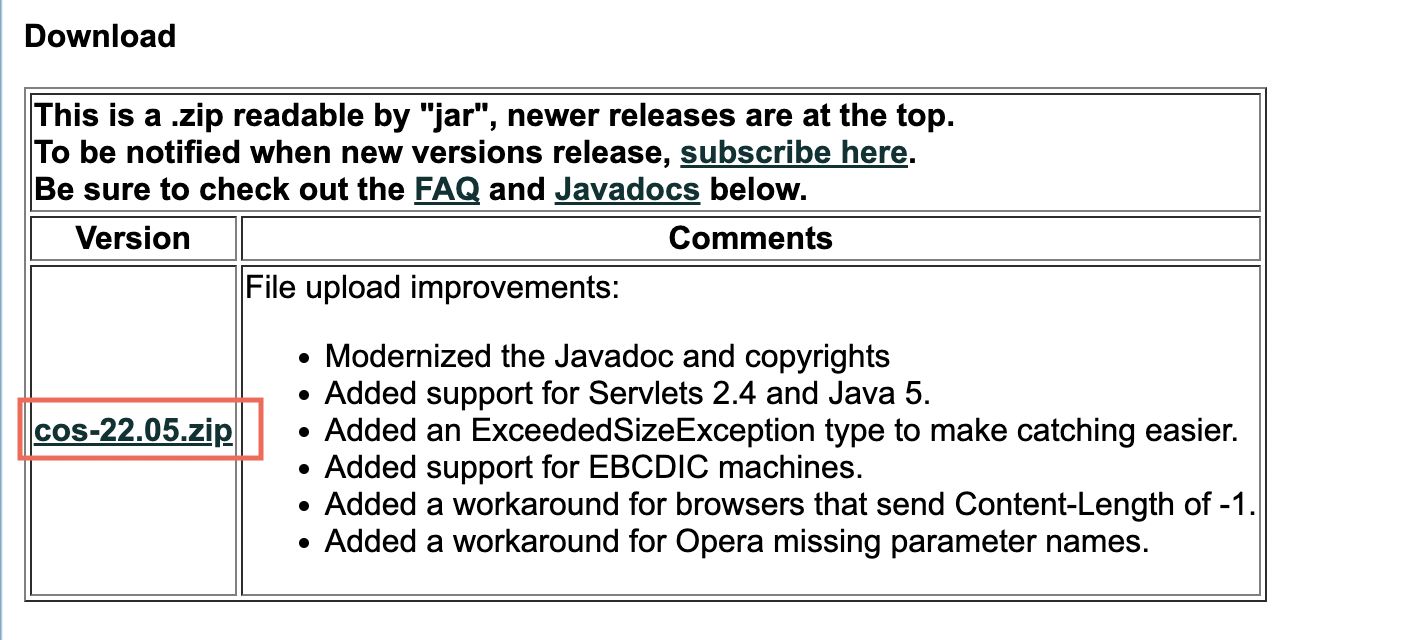 Download
This is a .zip readable by "jar", newer releases are at the top.
To be notified when new versions release, subscribe here.
Be sure to check out the FAQ and Javadocs below.
Version
Comments
cos-22.05.zip
File upload improvements:
• Modernized the Javadoc and copyrights
• Added support for Servlets 2.4 and Java 5.
• Added an ExceededSizeException type to make catching easier.
• Added support for EBCDIC machines.
• Added a workaround for browsers that send Content-Length of -1.
• Added a workaround for Opera missing parameter names.